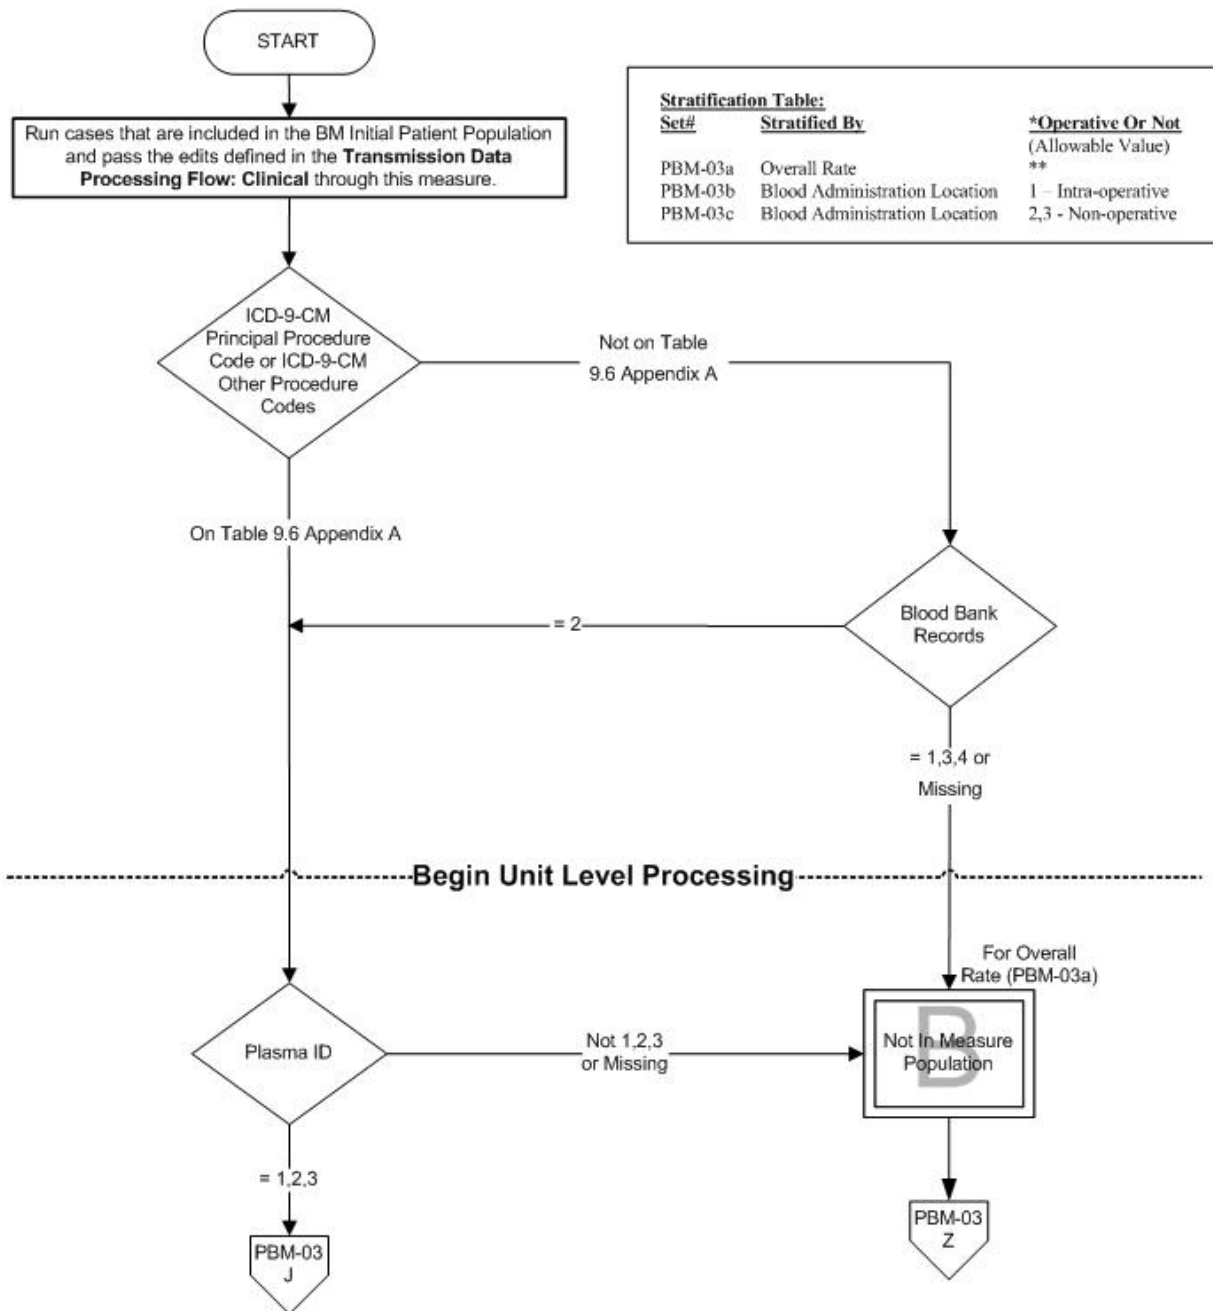 START
Run cases that are included in the BM Initial Patient Population
and pass the edits defined in the Transmission Data
Processing Flow: Clinical through this measure.
Stratification Table:
Set# Stratified By *Operative Or Not
(Allowable Value)
PBM-03a Overall Rate **
PBM-03b Blood Administration Location 1 – Intra-operative
PBM-03c Blood Administration Location 2,3 - Non-operative
ICD-9-CM
Principal Procedure
Code or ICD-9-CM
Other Procedure
Codes
Not on Table
9.6 Appendix A
On Table 9.6 Appendix A
Blood Bank
Records
= 2
= 1,3,4 or
Missing
Begin Unit Level Processing
For Overall
Rate (PBM-03a)
Plasma ID
Not 1,2,3
or Missing
B
Not In Measure
Population
= 1,2,3
PBM-03
J
PBM-03
Z